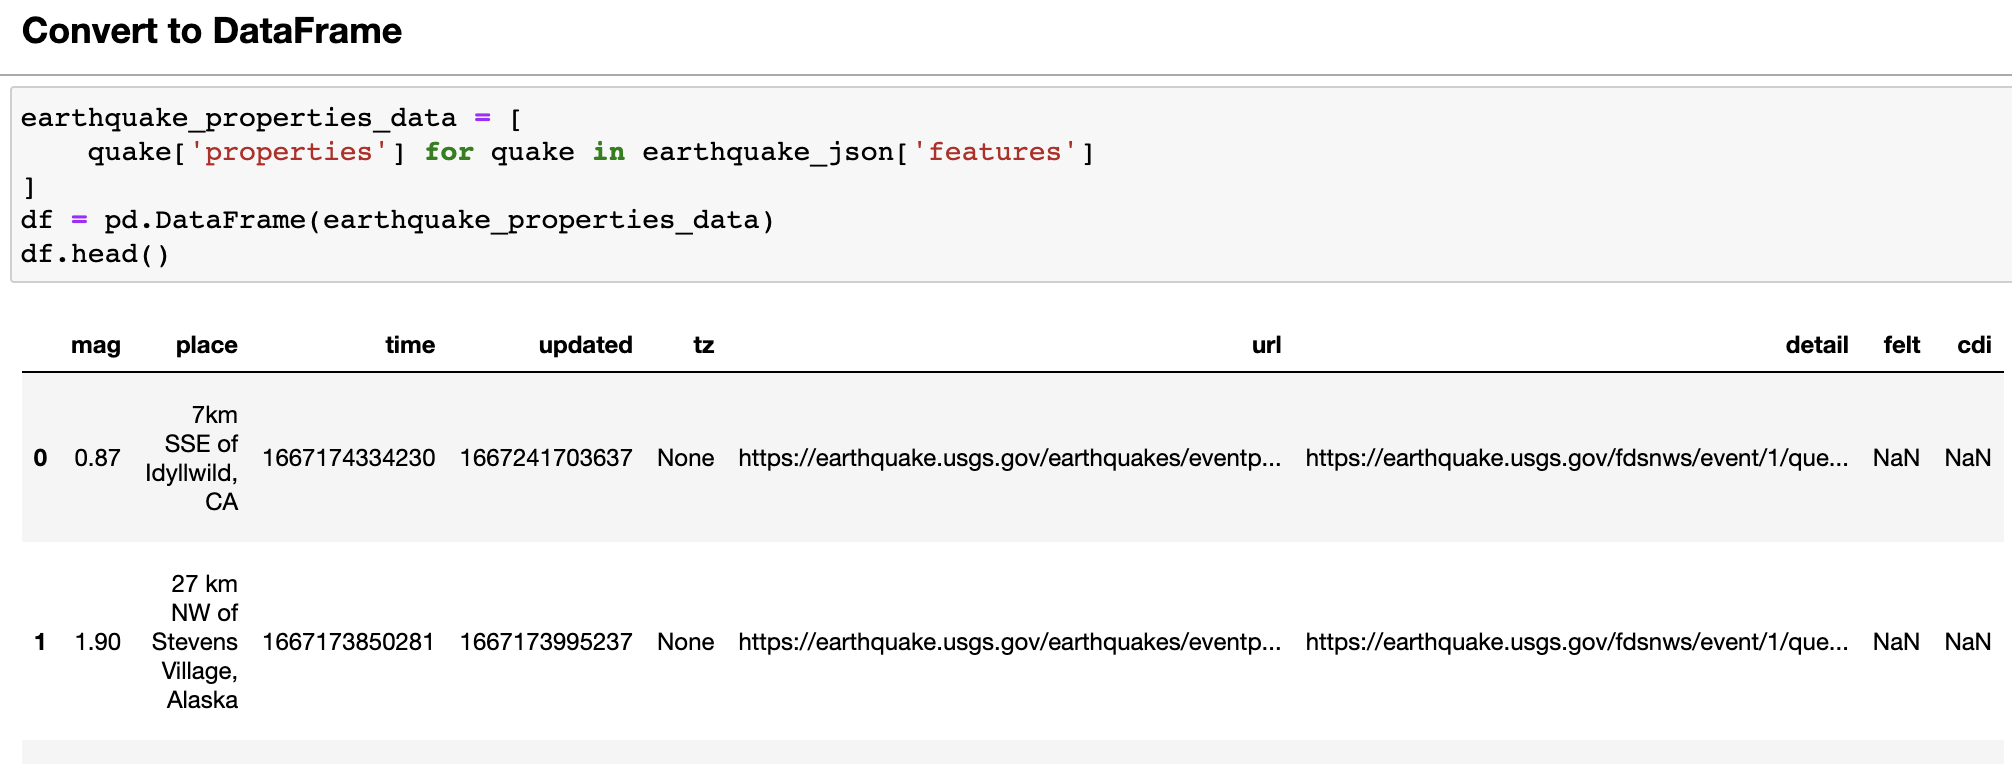 Convert to DataFrame
earthquake_properties_data = [
    quake['properties'] for quake in earthquake_json['features']
]
df = pd.DataFrame(earthquake_properties_data)
df.head()
mag place time updated tz url detail felt cdi
7km
SSE of
0 0.87 Idyllwild, 1667174334230 1667241703637 None https://earthquake.usgs.gov/earthquakes/eventp... https://earthquake.usgs.gov/fdsnws/event/1/que... NaN NaN
CA
27 km
NW of
1 1.90 Stevens 1667173850281 1667173995237 None https://earthquake.usgs.gov/earthquakes/eventp... https://earthquake.usgs.gov/fdsnws/event/1/que... NaN NaN
Village,
Alaska